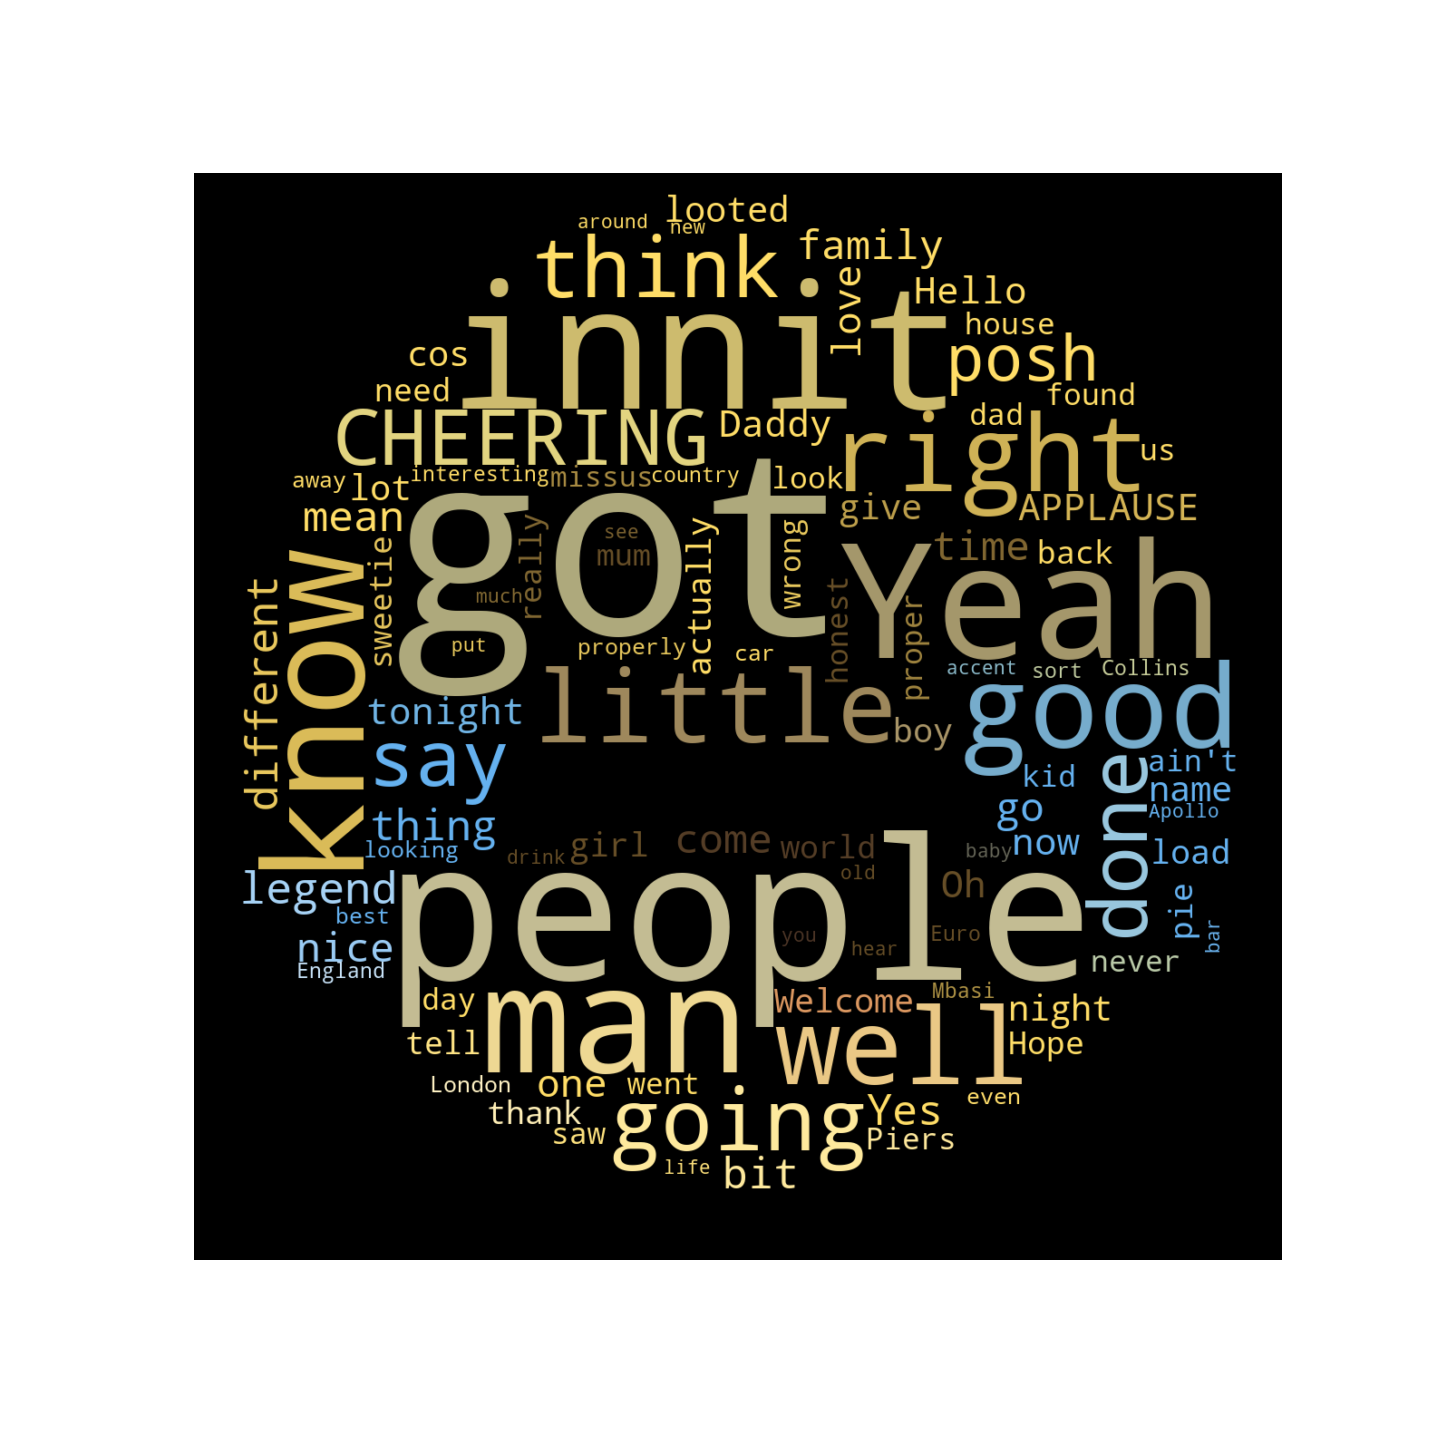 looted
around
new
think
family
innit
love
Hello
house
cos
posh
need
found
CHEERING
Daddy
dad
right
us
away
lot
interesting
missus
country
look
mean
got
give
APPLAUSE
see
mum
really
actually
wrong
time
back
Yeah
know
sweetie
different
much
honest
proper
put
properly
car
accent
sort
Collins
tonight
little
boy
good
say
kid
ain't
name
go
done
Apollo
thing
looking
drink
girl
come
world
baby
now
load
legend
old
Oh
best
people
you
hear
Euro
pie
bar
nice
England
never
day
man
Welcome
Mbasi
night
tell
well
Hope
London
one
went
even
thank
going
Yes
saw
Piers
life
bit